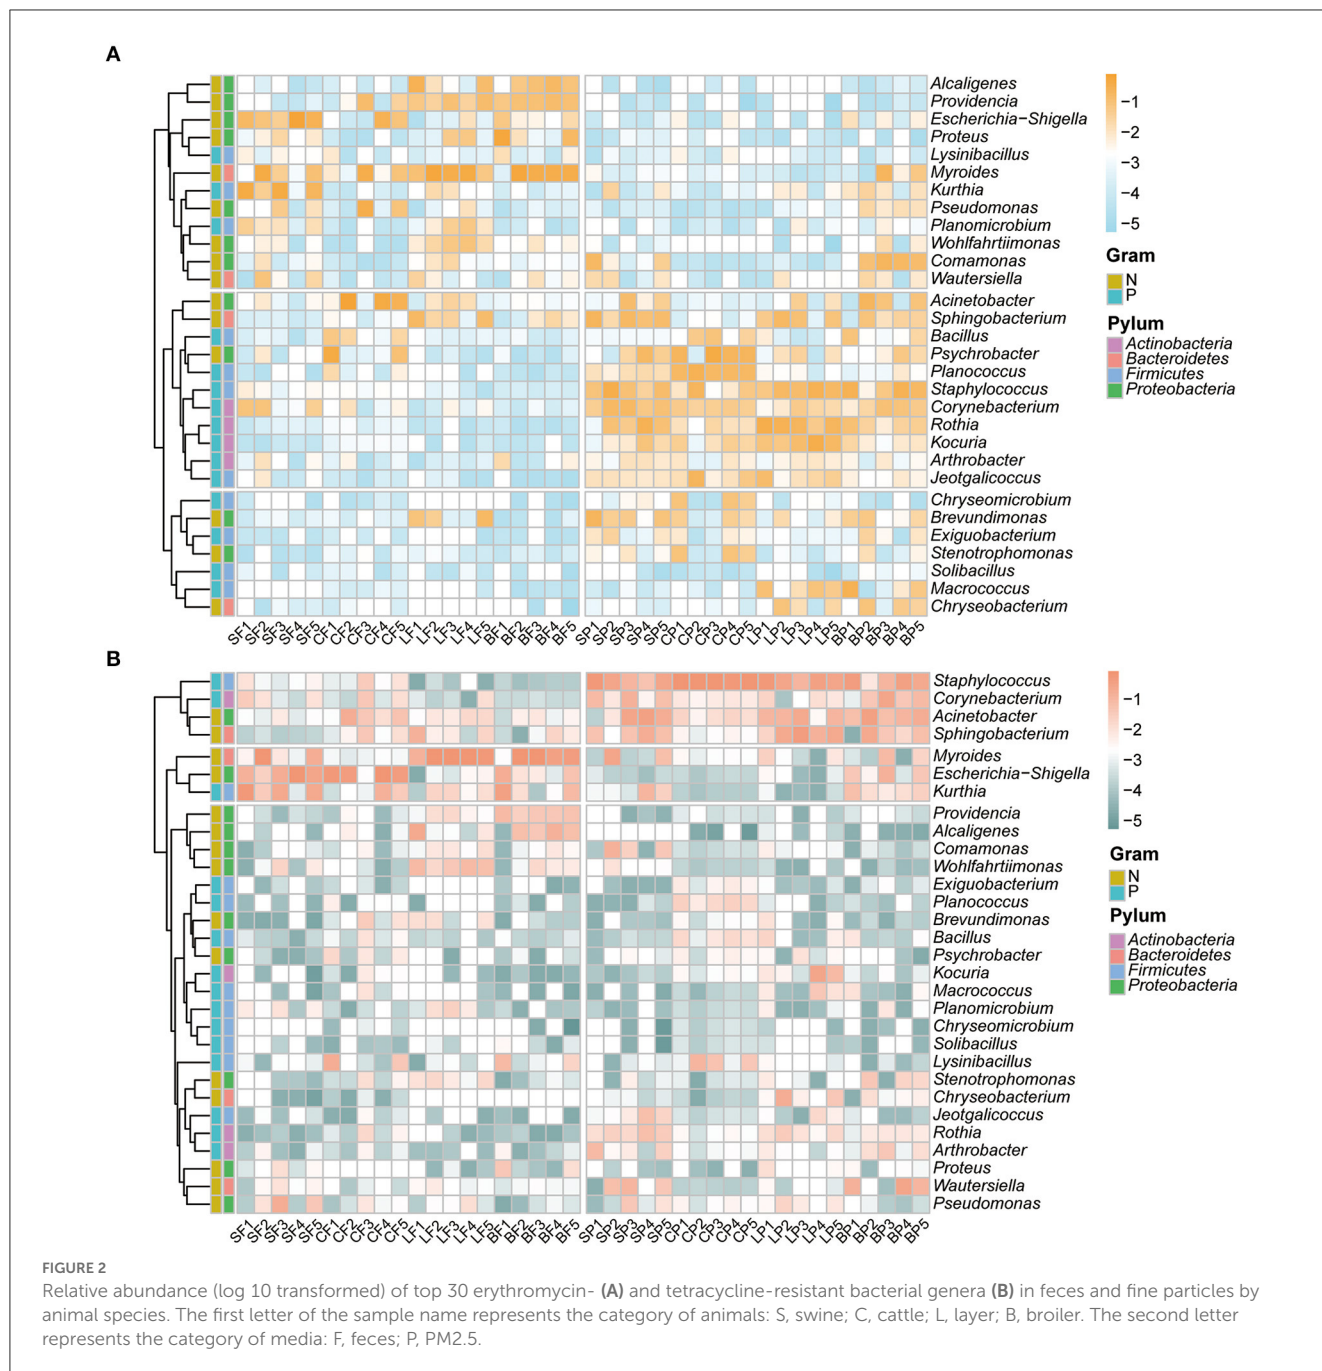 A
Alcaligenes
Providencia
Escherichia−Shigella
Proteus
Lysinibacillus
Myroides
Kurthia
Pseudomonas
Planomicrobium
Wohlfahrtiimonas
Comamonas
Wautersiella
Acinetobacter
Sphingobacterium
Bacillus
Psychrobacter
Planococcus
Staphylococcus
Corynebacterium
Rothia
Kocuria
Arthrobacter
Jeotgalicoccus
Chryseomicrobium
Brevundimonas
Exiguobacterium
Stenotrophomonas
Solibacillus
Macrococcus
Chryseobacterium
−1
−2
−3
−4
−5
Gram
N
P
Pylum
Actinobacteria
Bacteroidetes
Firmicutes
Proteobacteria
SF1 SF2 SF3 SF4 SF5 CF1 CF2 CF3 CF4 CF5 LF1 LF2 LF3 LF4 LF5 BF1 BF2 BF3 BF4 BF5 SP1 SP2 SP3 SP4 SP5 CP1 CP2 CP3 CP4 CP5 LP1 LP2 LP3 LP4 LP5 BP1 BP2 BP3 BP4 BP5
B
Staphylococcus
Corynebacterium
Acinetobacter
Sphingobacterium
Myroides
Escherichia−Shigella
Kurthia
Providencia
Alcaligenes
Comamonas
Wohlfahrtiimonas
Exiguobacterium
Planococcus
Brevundimonas
Bacillus
Psychrobacter
Kocuria
Macrococcus
Planomicrobium
Chryseomicrobium
Solibacillus
Lysinibacillus
Stenotrophomonas
Chryseobacterium
Jeotgalicoccus
Rothia
Arthrobacter
Proteus
Wautersiella
Pseudomonas
−1
−2
−3
−4
−5
Gram
N
P
Pylum
Actinobacteria
Bacteroidetes
Firmicutes
Proteobacteria
SF1 SF2 SF3 SF4 SF5 CF1 CF2 CF3 CF4 CF5 LF1 LF2 LF3 LF4 LF5 BF1 BF2 BF3 BF4 BF5 SP1 SP2 SP3 SP4 SP5 CP1 CP2 CP3 CP4 CP5 LP1 LP2 LP3 LP4 LP5 BP1 BP2 BP3 BP4 BP5
FIGURE 2
Relative abundance (log 10 transformed) of top 30 erythromycin- (A) and tetracycline-resistant bacterial genera (B) in feces and fine particles by
animal species. The first letter of the sample name represents the category of animals: S, swine; C, cattle; L, layer; B, broiler. The second letter
represents the category of media: F, feces; P, PM2.5.